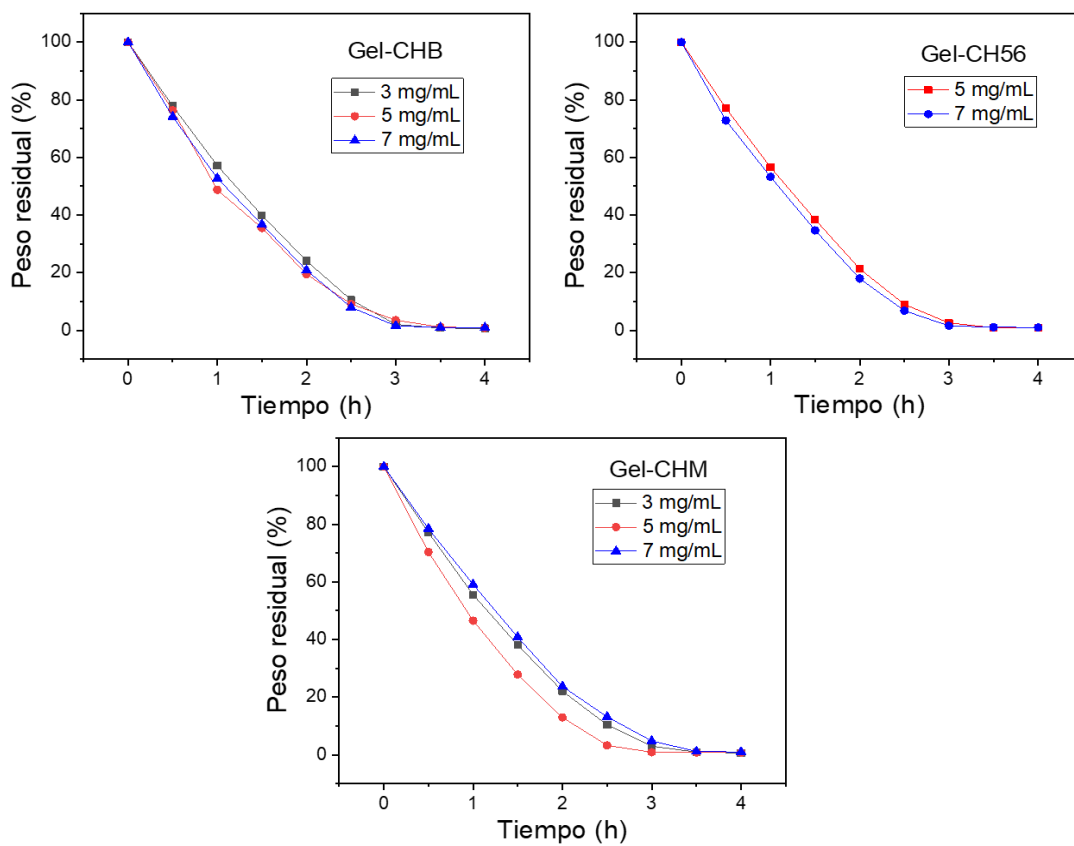 Gel-CHB
3 mg/mL
5 mg/mL
7 mg/mL
100
80
60
40
20
0
Peso residual (%)
0 1 2 3 4
Tiempo (h)
Gel-CH56
5 mg/mL
7 mg/mL
100
80
60
40
20
0
Peso residual (%)
0 1 2 3 4
Tiempo (h)
Gel-CHM
3 mg/mL
5 mg/mL
7 mg/mL
100
80
60
40
20
0
Peso residual (%)
0 1 2 3 4
Tiempo (h)